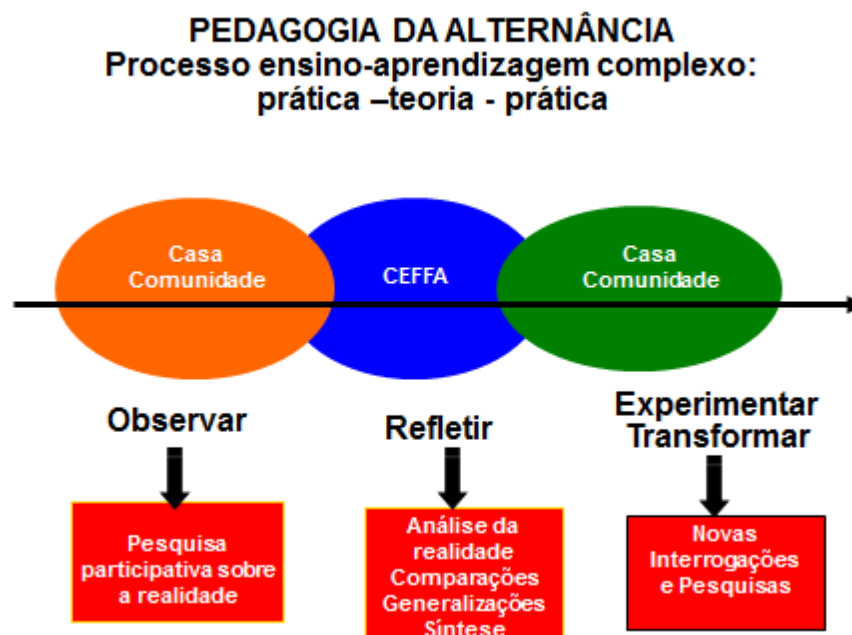 PEDAGOGIA DA ALTERNÂNCIA
Processo ensino-aprendizagem complexo:
prática –teoria - prática
Casa
Comunidade
CEFFA
Casa
Comunidade
Observar
Refletir
Experimentar
Transformar
Pesquisa
participativa sobre
a realidade
Análise da
realidade
Comparações
Generalizações
Síntese
Novas
Interrogações
e Pesquisas